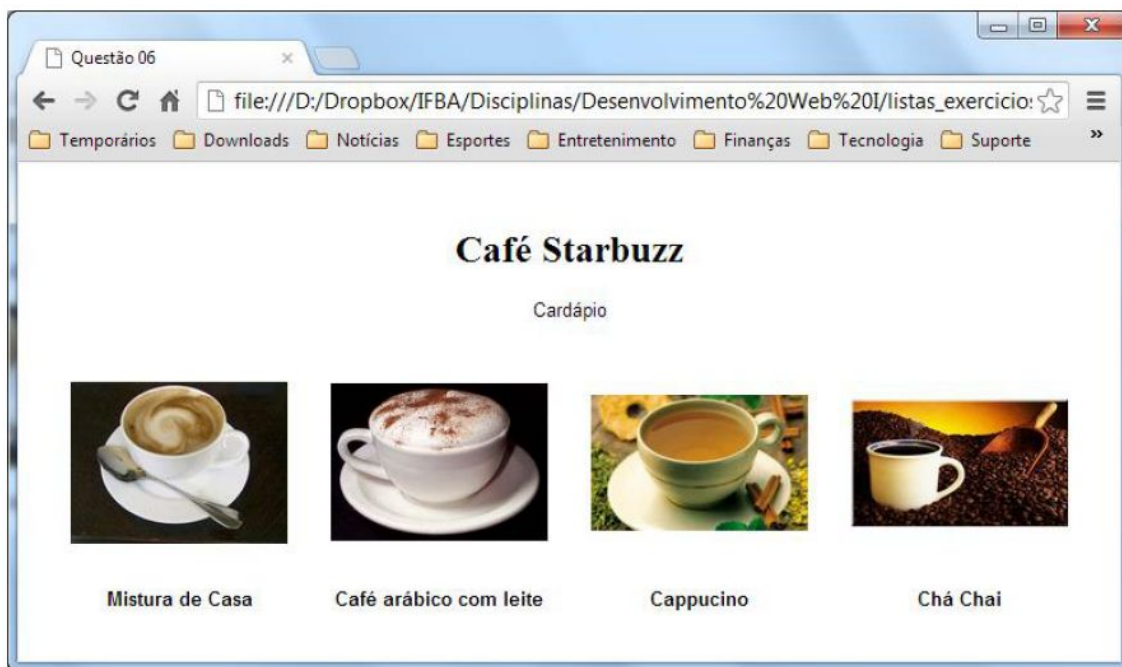 Questão 06
file:///D:/Dropbox/IFBA/Disciplinas/Desenvolvimento%20Web%20I/listas_exercicios
Temporários Downloads Notícias Esportes Entretenimento Finanças Tecnologia Suporte »
Café Starbuzz
Cardápio
Mistura de Casa Café arábico com leite Cappucino Chá Chai